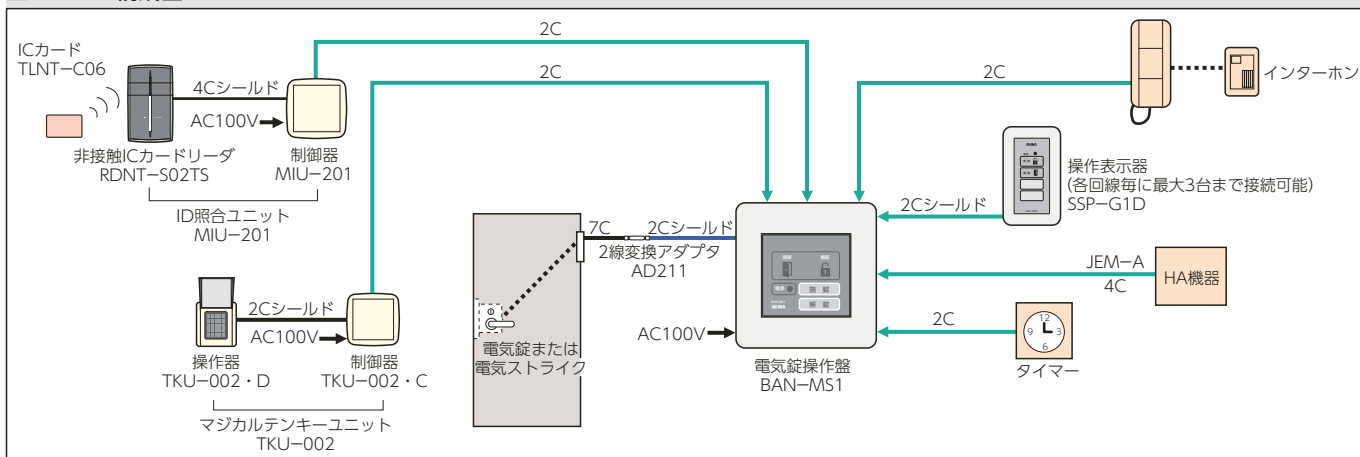 ICカード
TLNT−C06
4Cシールド
AC100V
非接触ICカードリーダ
RDNT−S02TS
制御器
MIU−201
ID照合ユニット
MIU−201
2C
2C
2C
インターホン
操作表示器
(各回線毎に最大3台まで接続可能)
SSP−G1D
2Cシールド
7C
2Cシールド
2線変換アダプタ
AD211
JEM−A
4C
HA機器
2Cシールド
AC100V
操作器
TKU−002・D
制御器
TKU−002・C
マジカルテンキーユニット
TKU−002
電気錠または
電気ストライク
AC100V
施 錠
解 錠
MIWA
電気錠操作盤
BAN−MS1
2C
12
9
3
6
タイマー